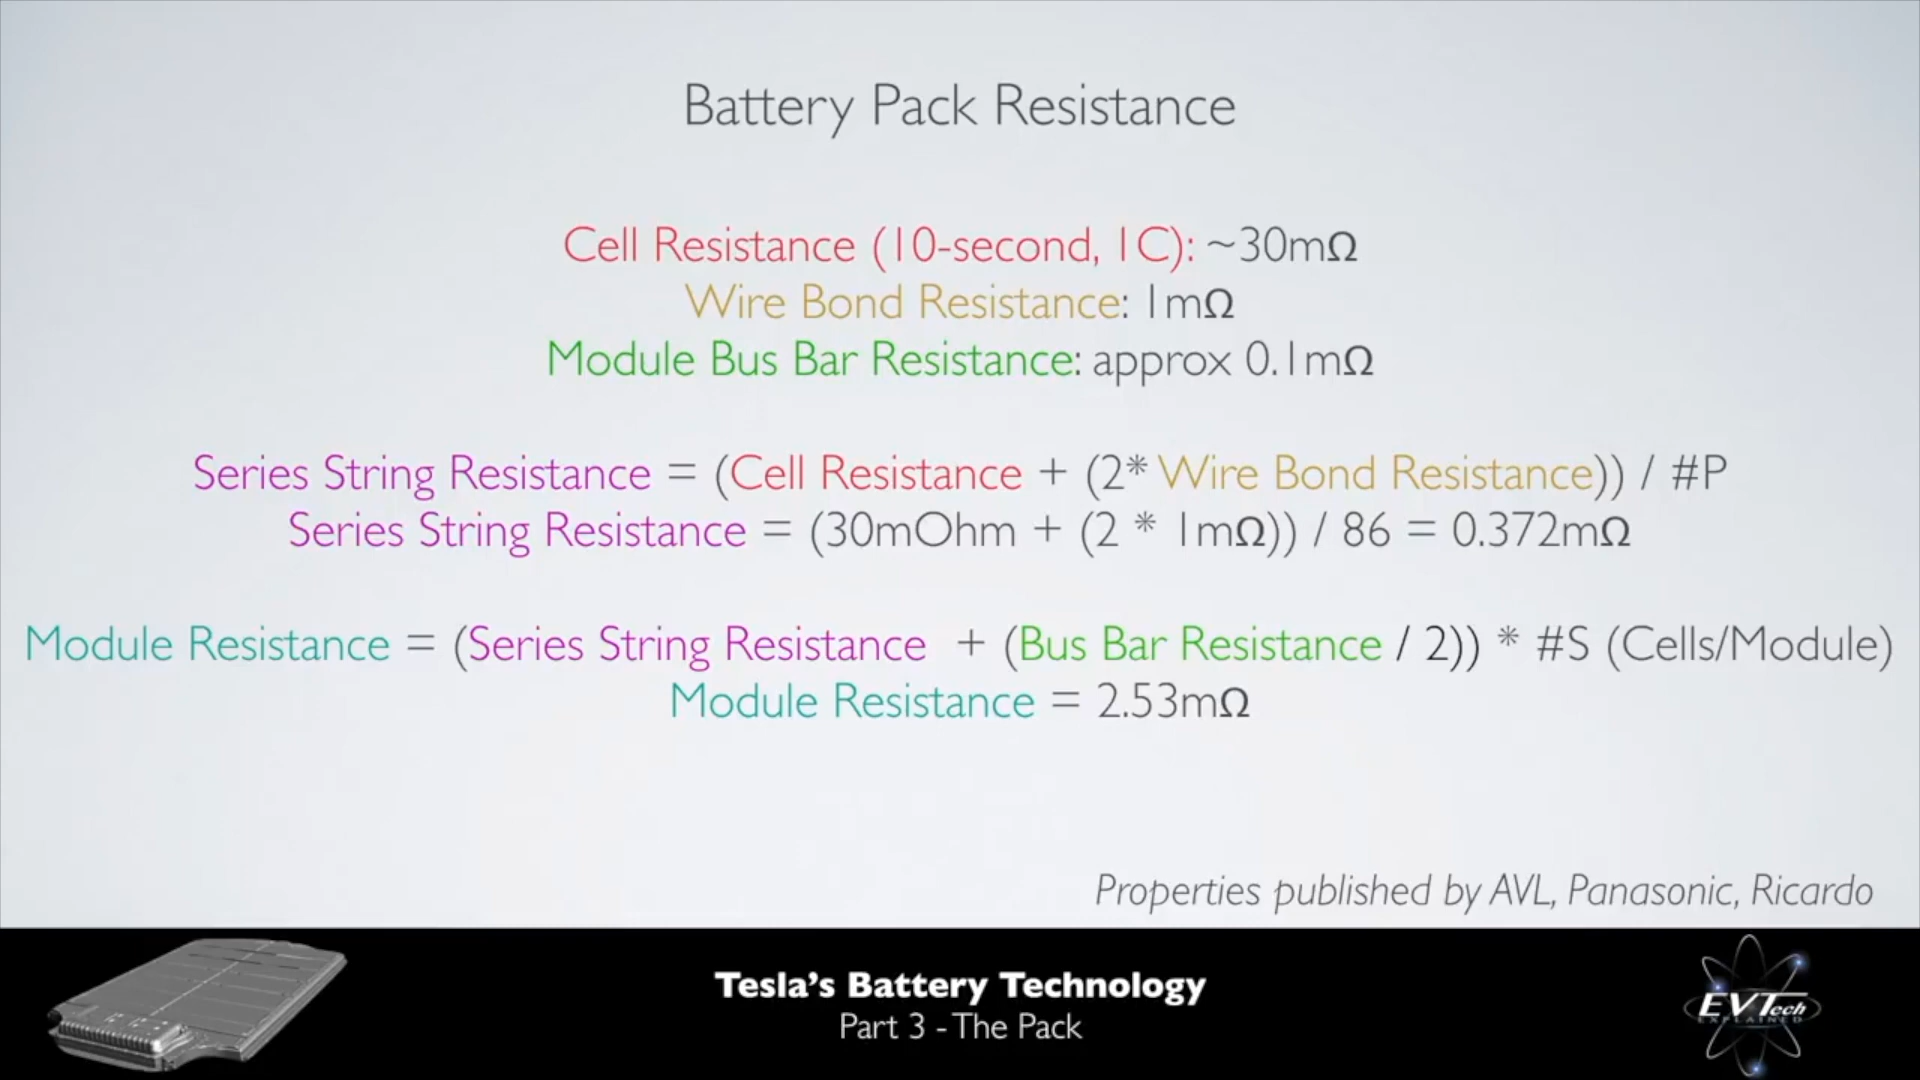 Battery Pack Resistance
Cell Resistance (10-second, 1C): ~30mΩ
Wire Bond Resistance: 1mΩ
Module Bus Bar Resistance: approx 0.1mΩ
Series String Resistance = (Cell Resistance + (2* Wire Bond Resistance)) / #P
Series String Resistance = (30mOhm + (2 * 1mΩ)) / 86 = 0.372mΩ
Module Resistance = (Series String Resistance + (Bus Bar Resistance / 2)) * #S (Cells/Module)
Module Resistance = 2.53mΩ
Properties published by AVL, Panasonic, Ricardo
Tesla's Battery Technology
Part 3 - The Pack
EVTech
EXPLAINED